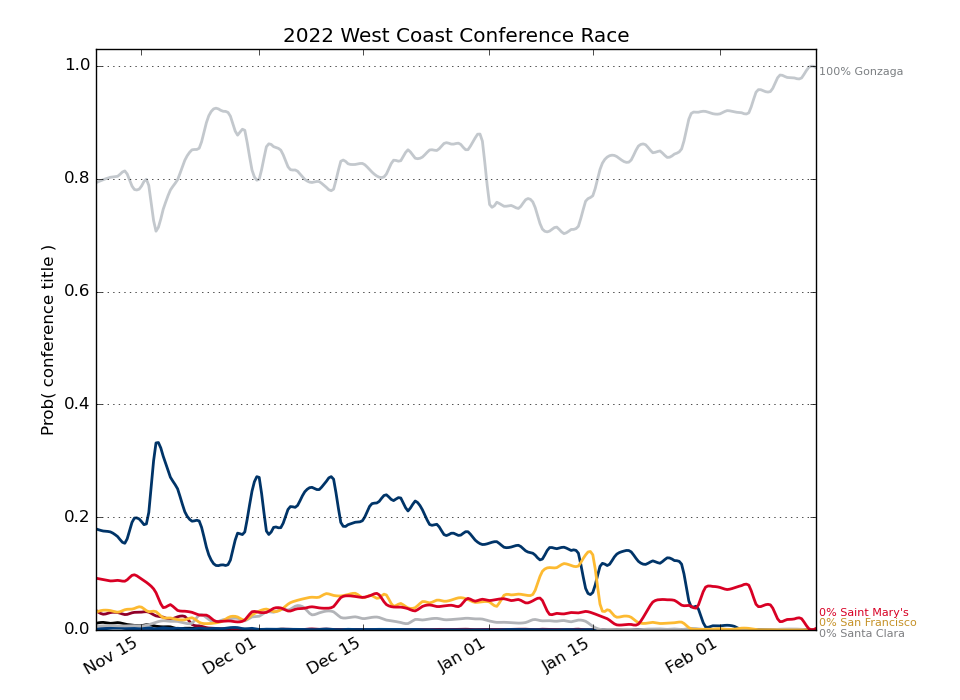 2022 West Coast Conference Race
1.0
0.8
0.6
0.4
0.2
0.0
Prob( conference title )
100% Gonzaga
0% Saint Mary's
0% San Francisco
0% Santa Clara
Nov 15
Dec 01
Dec 15
Jan 01
Jan 15
Feb 01